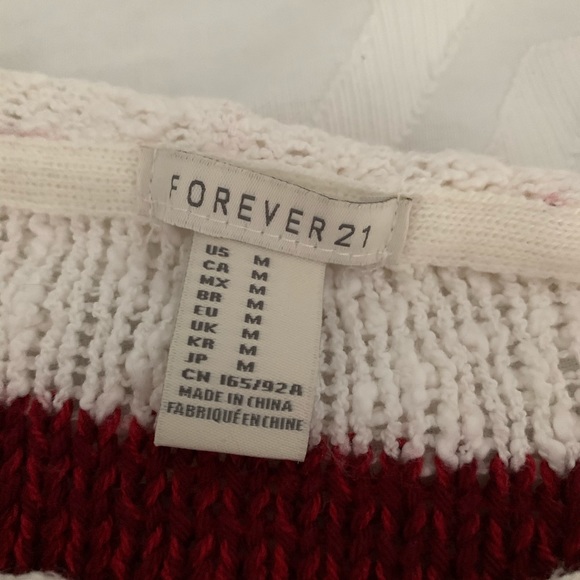 FOREVER 21
US M
CA M
MX M
BR M
EU M
UK M
KR M
JP M
CN 165/92A
MADE IN CHINA
FABRIQUÉ EN CHINE